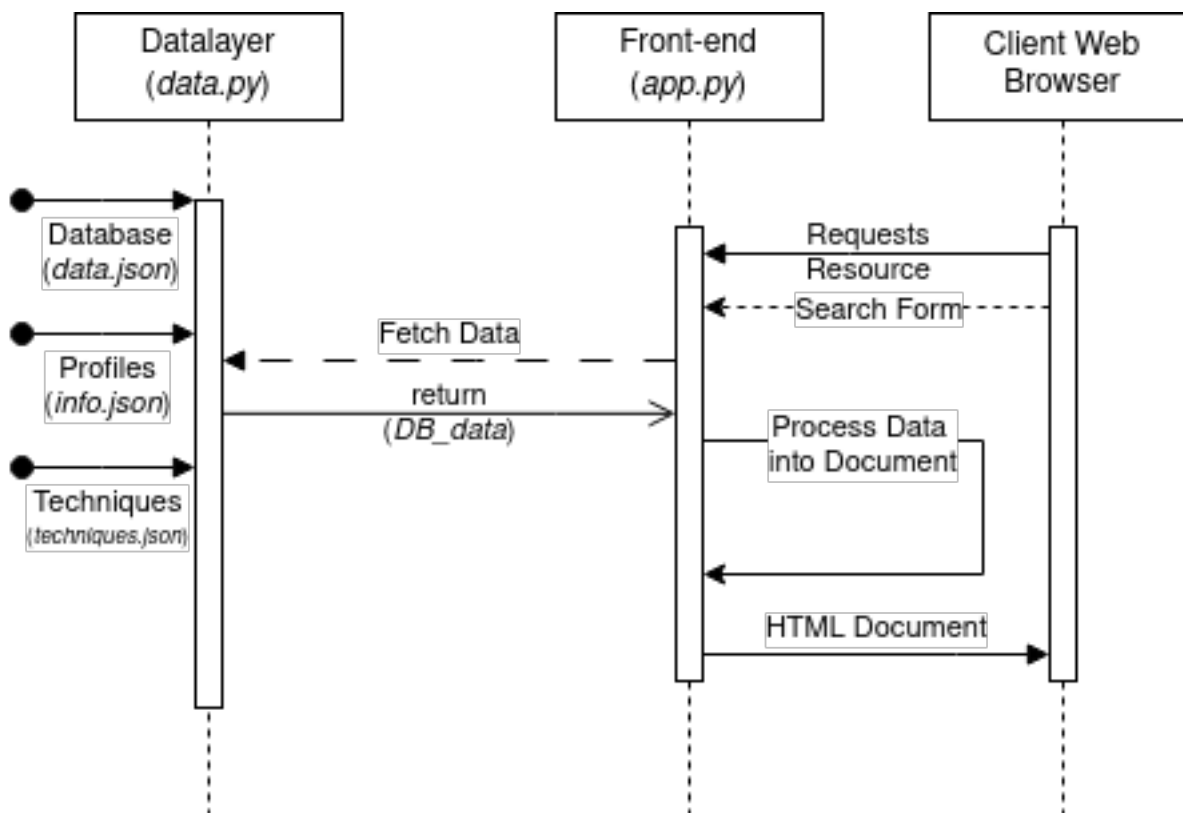 Datalayer
(data.py)
Front-end
(app.py)
Client Web
Browser
Database
(data.json)
Profiles
(info.json)
Techniques
(techniques.json)
Requests
Resource
Search Form
Fetch Data
return
(DB_data)
Process Data
into Document
HTML Document